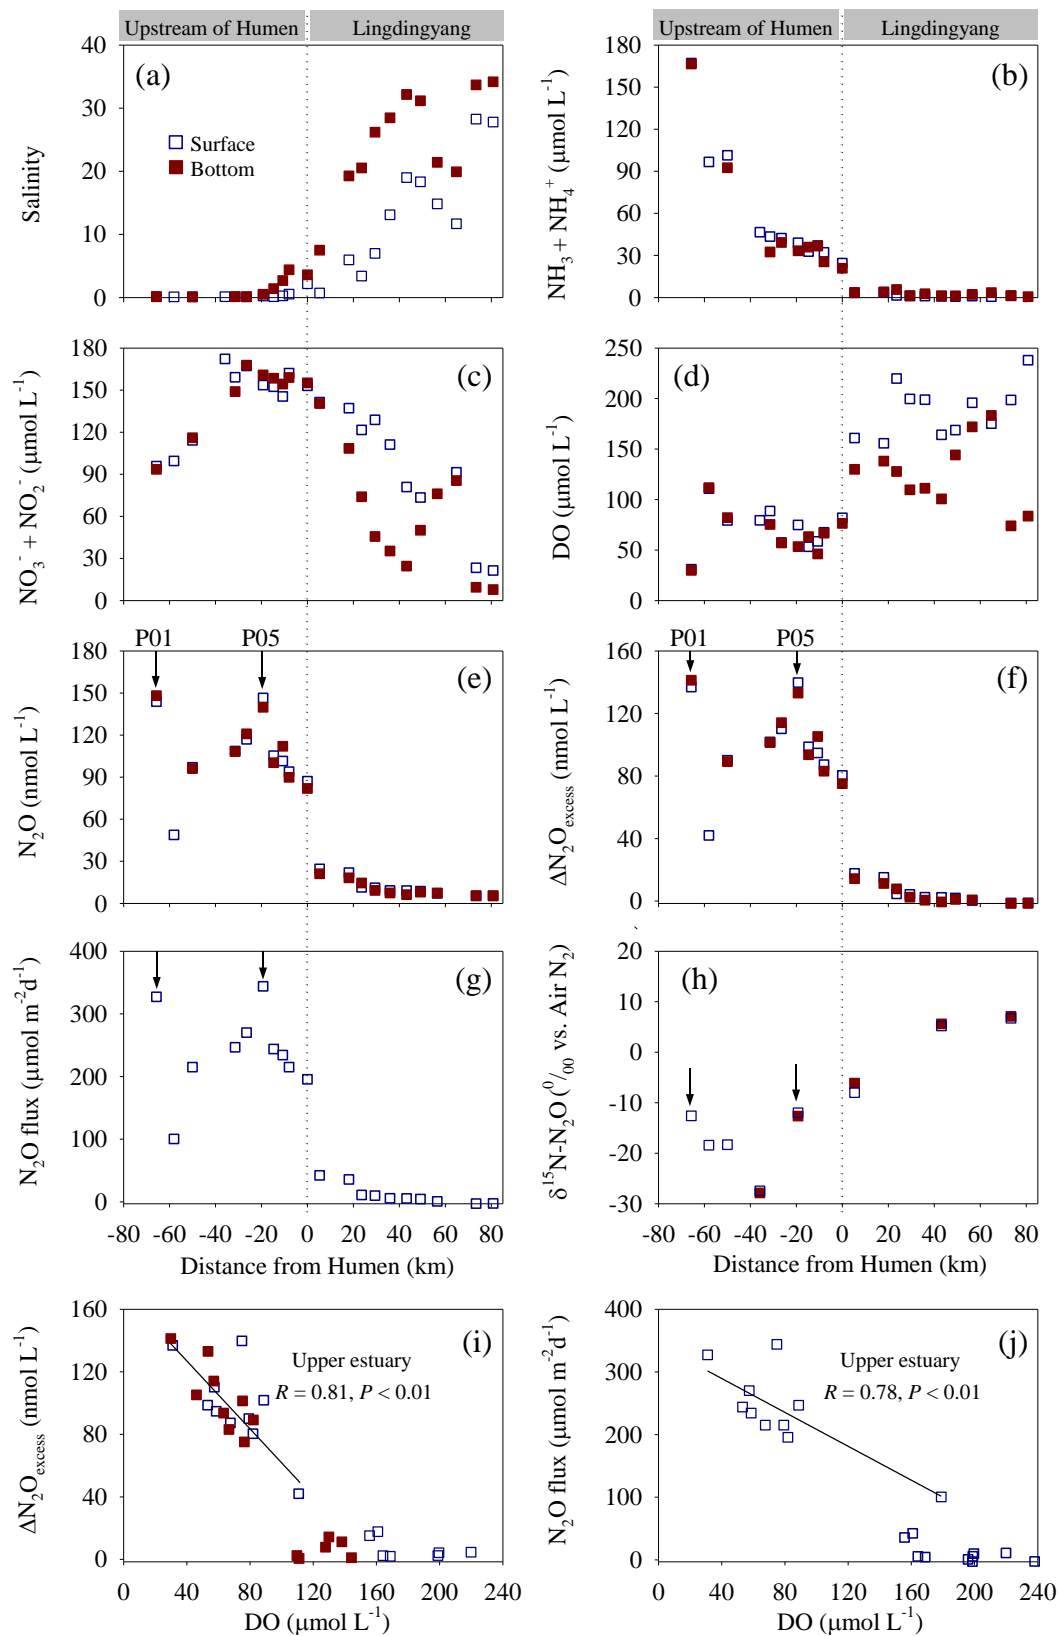 Upstream of Humen Lingdingyang Upstream of Humen Lingdingyang
40 30 20 10 0
Salinity
(a)
Surface
Bottom
180 150 120 90 60 30 0
NH₃ + NH₄⁺ (µmol L⁻¹)
(b)
180 150 120 90 60 30 0
NO₃⁻ + NO₂⁻ (µmol L⁻¹)
(c)
250 200 150 100 50 0
DO (µmol L⁻¹)
(d)
180 150 120 90 60 30 0
N₂O (nmol L⁻¹)
P01 P05
(e)
160 120 80 40 0
ΔN₂Oexcess (nmol L⁻¹)
P01 P05
(f)
400 300 200 100 0
N₂O flux (µmol m⁻²d⁻¹)
(g)
-80 -60 -40 -20 0 20 40 60 80
Distance from Humen (km)
20 10 0 -10 -20 -30
δ¹⁵N-N₂O (⁰/₀₀ vs. Air N₂)
(h)
-80 -60 -40 -20 0 20 40 60 80
Distance from Humen (km)
160 120 80 40 0
ΔN₂Oexcess (nmol L⁻¹)
(i)
Upper estuary
R = 0.81, P < 0.01
0 40 80 120 160 200 240
DO (µmol L⁻¹)
400 300 200 100 0
N₂O flux (µmol m⁻²d⁻¹)
(j)
Upper estuary
R = 0.78, P < 0.01
0 40 80 120 160 200 240
DO (µmol L⁻¹)